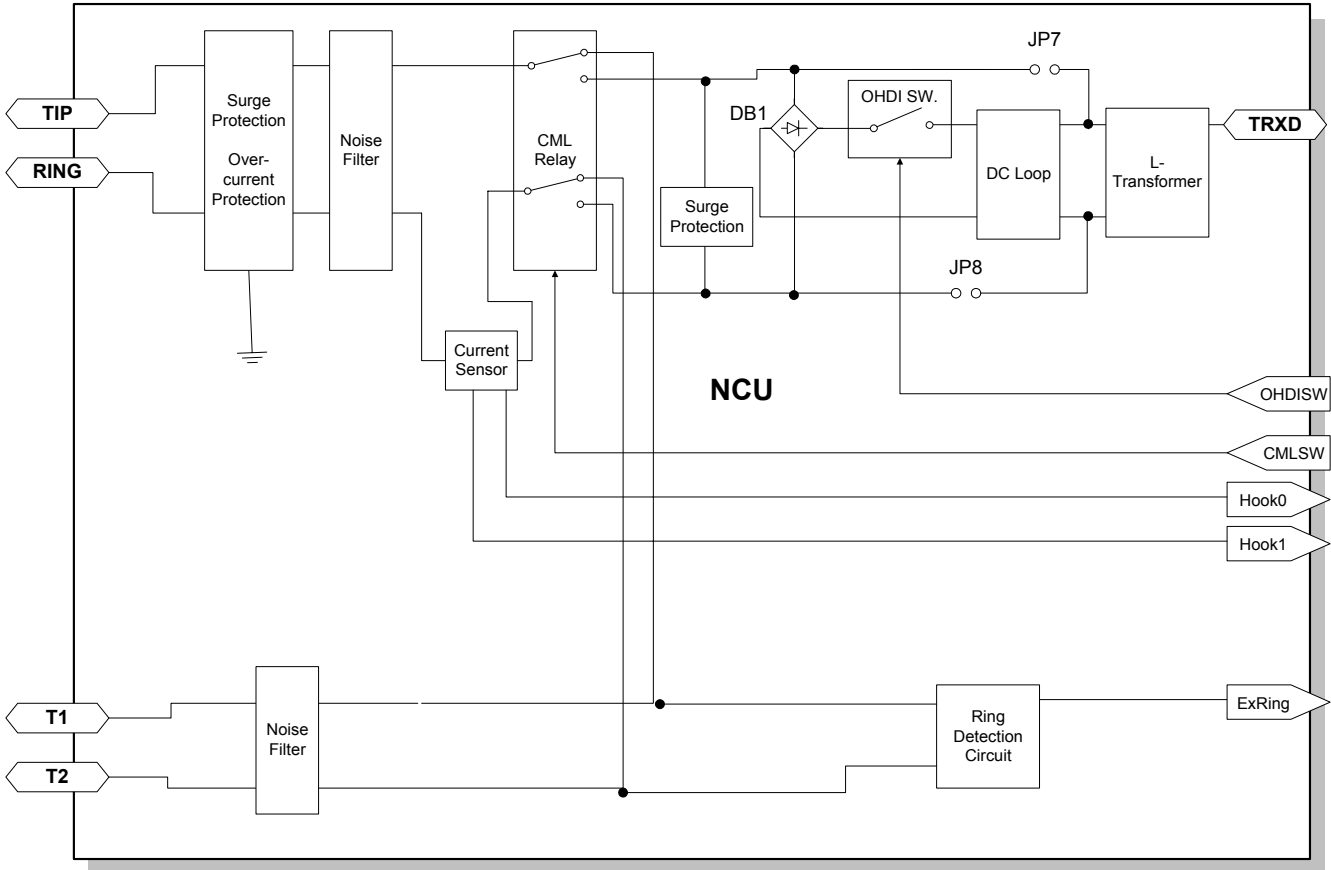 TIP
RING
Surge
Protection
Over-
current
Protection
Noise
Filter
CML
Relay
Surge
Protection
DB1
OHDI SW.
JP7
DC Loop
L-
Transformer
TRXD
JP8
Current
Sensor
NCU
OHDISW
CMLSW
Hook0
Hook1
T1
T2
Noise
Filter
Ring
Detection
Circuit
ExRing